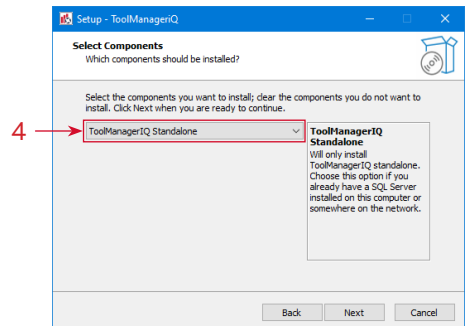 Setup - ToolManageriQ
Select Components
Which components should be installed?
Select the components you want to install; clear the components you do not want to
install. Click Next when you are ready to continue.
4
ToolManagerIQ Standalone
ToolManagerIQ
Standalone
Will only install
ToolManagerIQ standalone.
Choose this option if you
already have a SQL Server
installed on this computer or
somewhere on the network.
Back
Next
Cancel